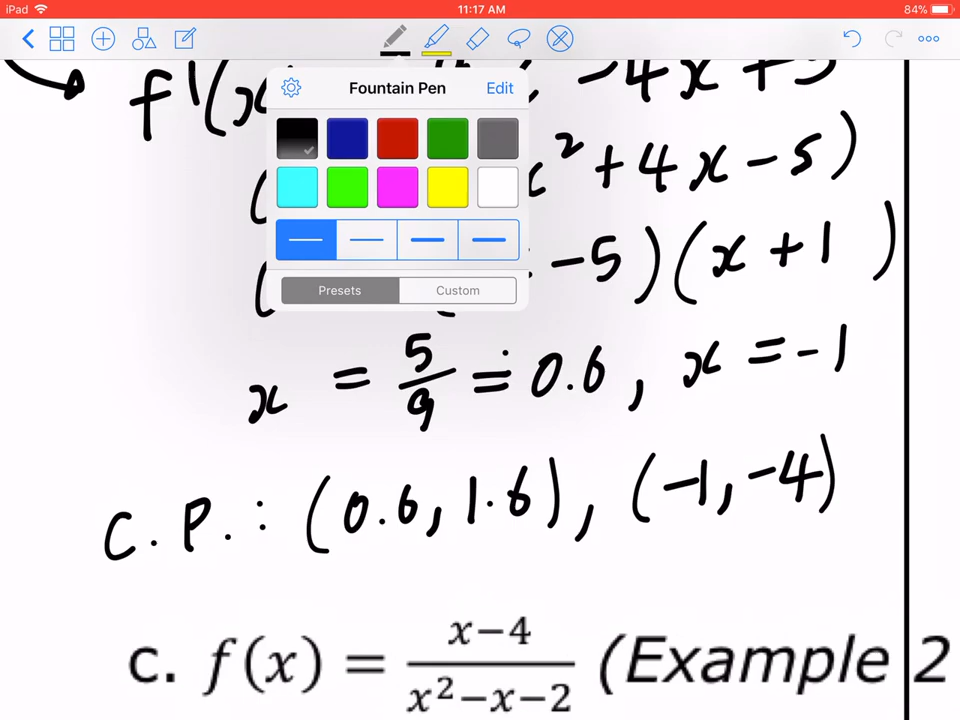 iPad 11:17 AM 84%
Fountain Pen Edit
Presets Custom
f'(x -4x+5
( x²+4x-5)
( -5)(x+1 )
x = 5/9 ≐ 0.6, x = -1
C.P.: (0.6, 1.6), (-1, -4)
c. f(x) = x-4/x²-x-2 (Example 2